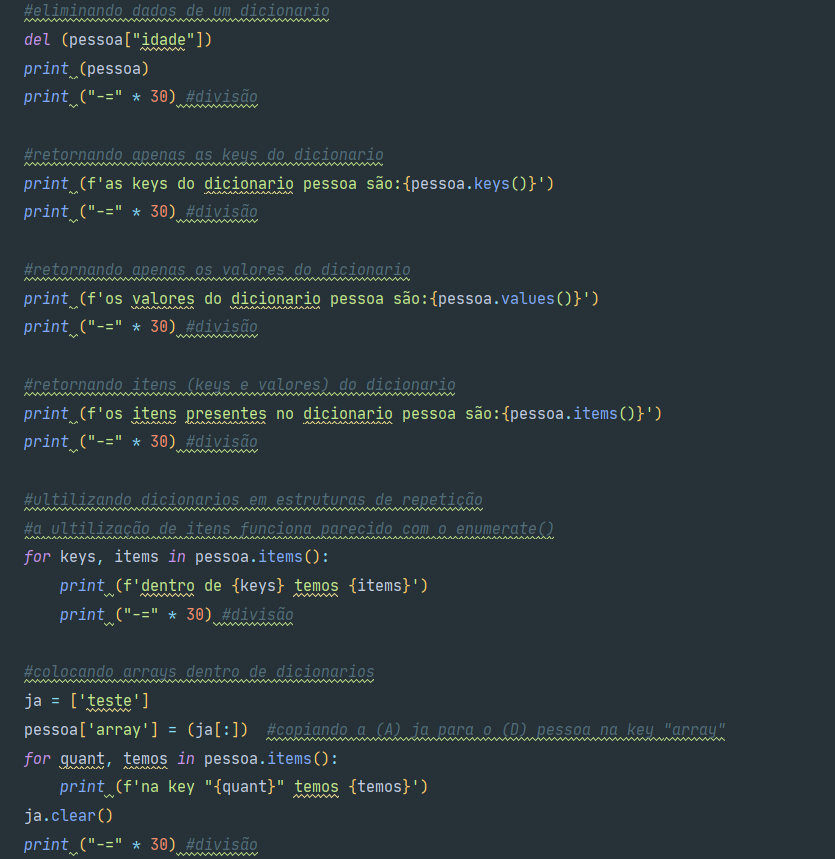 #eliminando dados de um dicionario
del (pessoa["idade"])
print (pessoa)
print ("-=" * 30) #divisão
#retornando apenas as keys do dicionario
print (f'as keys do dicionario pessoa são:{pessoa.keys()}')
print ("-=" * 30) #divisão
#retornando apenas os valores do dicionario
print (f'os valores do dicionario pessoa são:{pessoa.values()}')
print ("-=" * 30) #divisão
#retornando itens (keys e valores) do dicionario
print (f'os itens presentes no dicionario pessoa são:{pessoa.items()}')
print ("-=" * 30) #divisão
#ultilizando dicionarios em estruturas de repetição
#a ultilização de itens funciona parecido com o enumerate()
for keys, items in pessoa.items():
    print (f'dentro de {keys} temos {items}')
    print ("-=" * 30) #divisão
#colocando arrays dentro de dicionarios
ja = ['teste']
pessoa['array'] = (ja[:])  #copiando a (A) ja para o (D) pessoa na key "array"
for quant, temos in pessoa.items():
    print (f'na key "{quant}" temos {temos}')
ja.clear()
print ("-=" * 30) #divisão